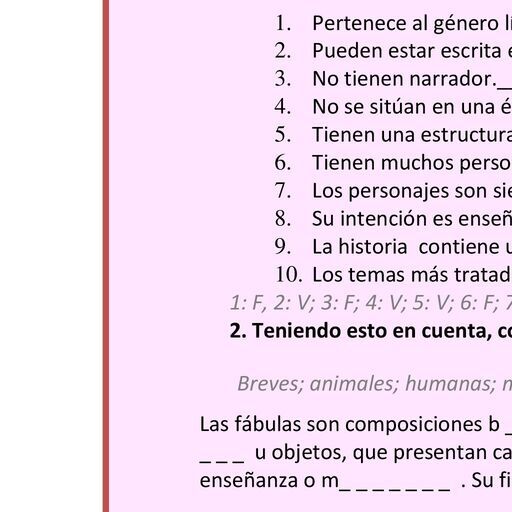 1. Pertenece al género l
2. Pueden estar escrita
3. No tienen narrador._
4. No se sitúan en una é
5. Tienen una estructura
6. Tienen muchos perso
7. Los personajes son sie
8. Su intención es enseñ
9. La historia contiene u
10. Los temas más tratad
1: F, 2: V; 3: F; 4: V; 5: V; 6: F; 7
2. Teniendo esto en cuenta, co
Breves; animales; humanas; m
Las fábulas son composiciones b _
_ _ _ u objetos, que presentan ca
enseñanza o m_ _ _ _ _ _ _ . Su fi